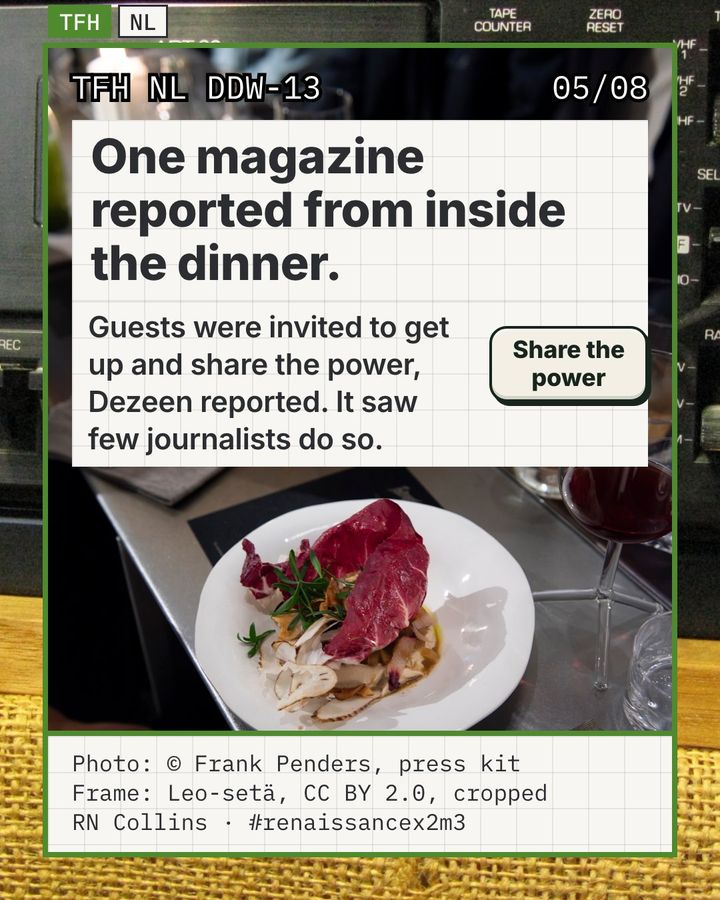 TFH NL
TAPE COUNTER
ZERO RESET
TFH NL DDW-13
05/08
One magazine
reported from inside
the dinner.
Guests were invited to get
up and share the power,
Dezeen reported. It saw
few journalists do so.
Share the
power
REC
Photo: © Frank Penders, press kit
Frame: Leo-setä, CC BY 2.0, cropped
RN Collins · #renaissancex2m3